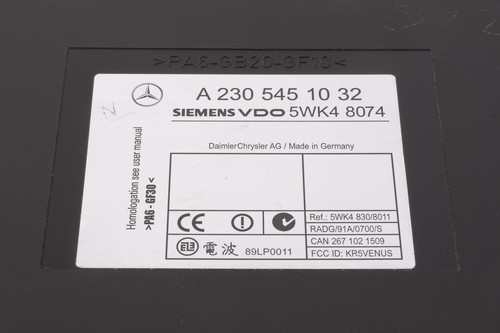 >PA6-GB20-GF10<
A 230 545 10 32
SIEMENS VDO 5WK4 8074
DaimlerChrysler AG / Made in Germany
Homologation see user manual
>PA6 - GF30 <
CE
N
Ref.: 5WK4 830/8011
RADG/91A/0700/S
電波 89LP0011
CAN 267 102 1509
FCC ID: KR5VENUS